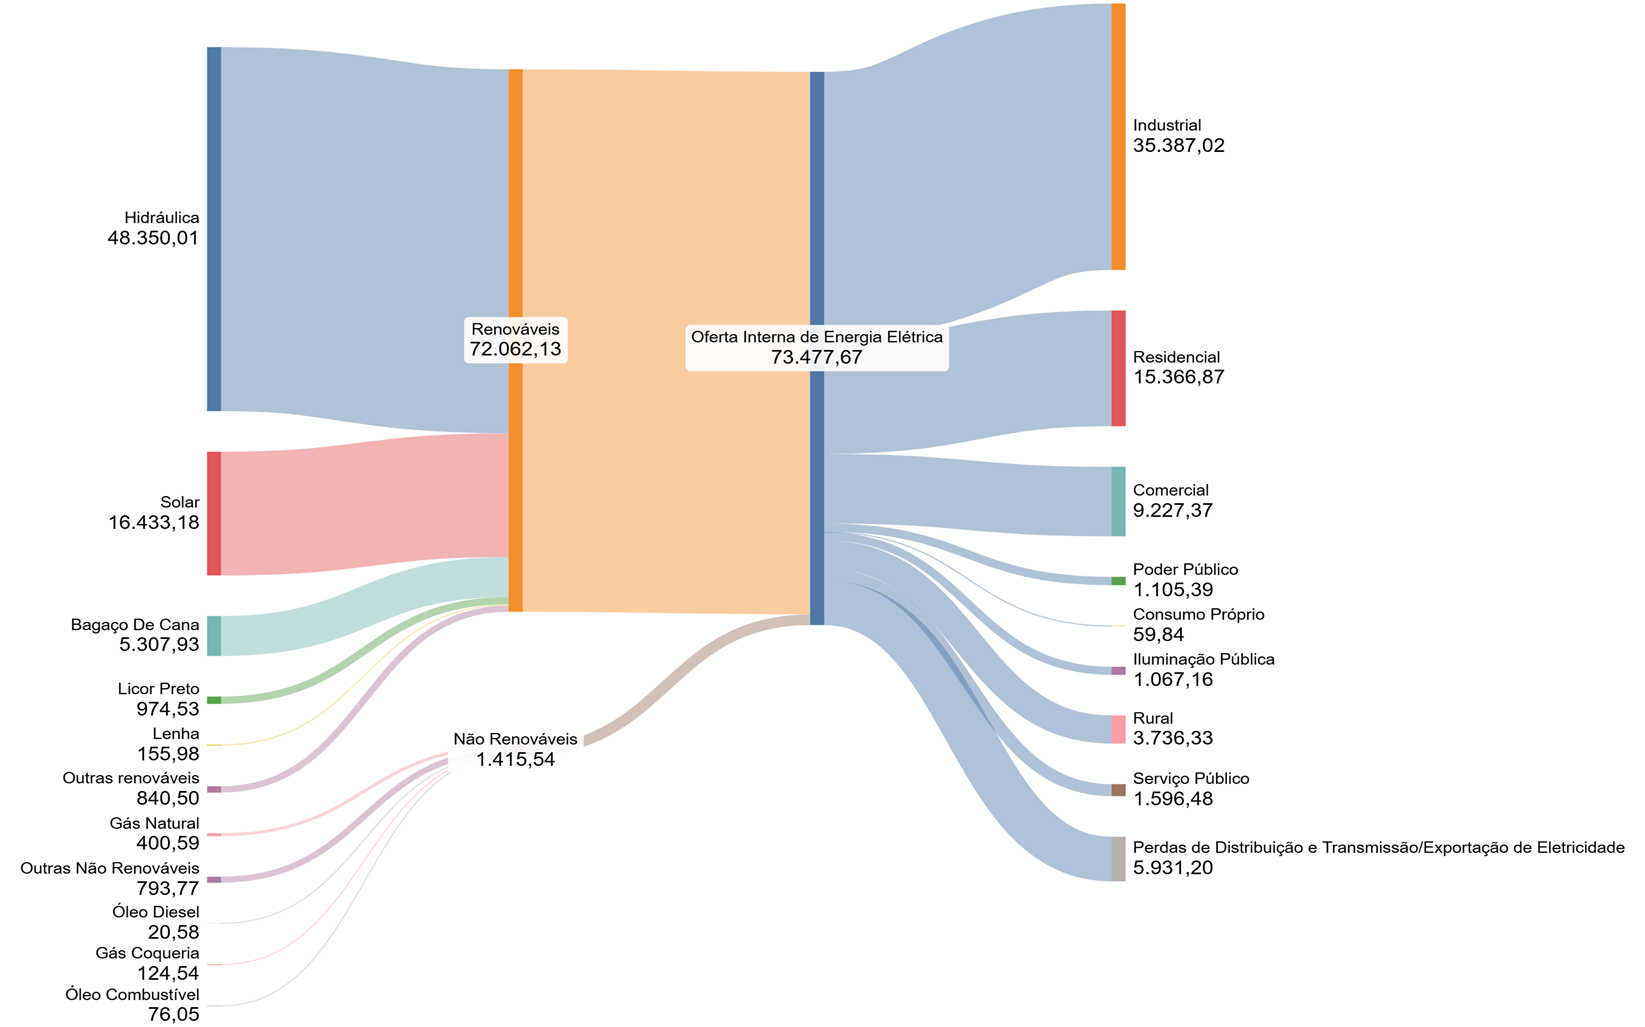 Hidráulica
48.350,01
Solar
16.433,18
Bagaço De Cana
5.307,93
Licor Preto
974,53
Lenha
155,98
Outras renováveis
840,50
Gás Natural
400,59
Outras Não Renováveis
793,77
Óleo Diesel
20,58
Gás Coqueria
124,54
Óleo Combustível
76,05
Renováveis
72.062,13
Não Renováveis
1.415,54
Oferta Interna de Energia Elétrica
73.477,67
Industrial
35.387,02
Residencial
15.366,87
Comercial
9.227,37
Poder Público
1.105,39
Consumo Próprio
59,84
Iluminação Pública
1.067,16
Rural
3.736,33
Serviço Público
1.596,48
Perdas de Distribuição e Transmissão/Exportação de Eletricidade
5.931,20